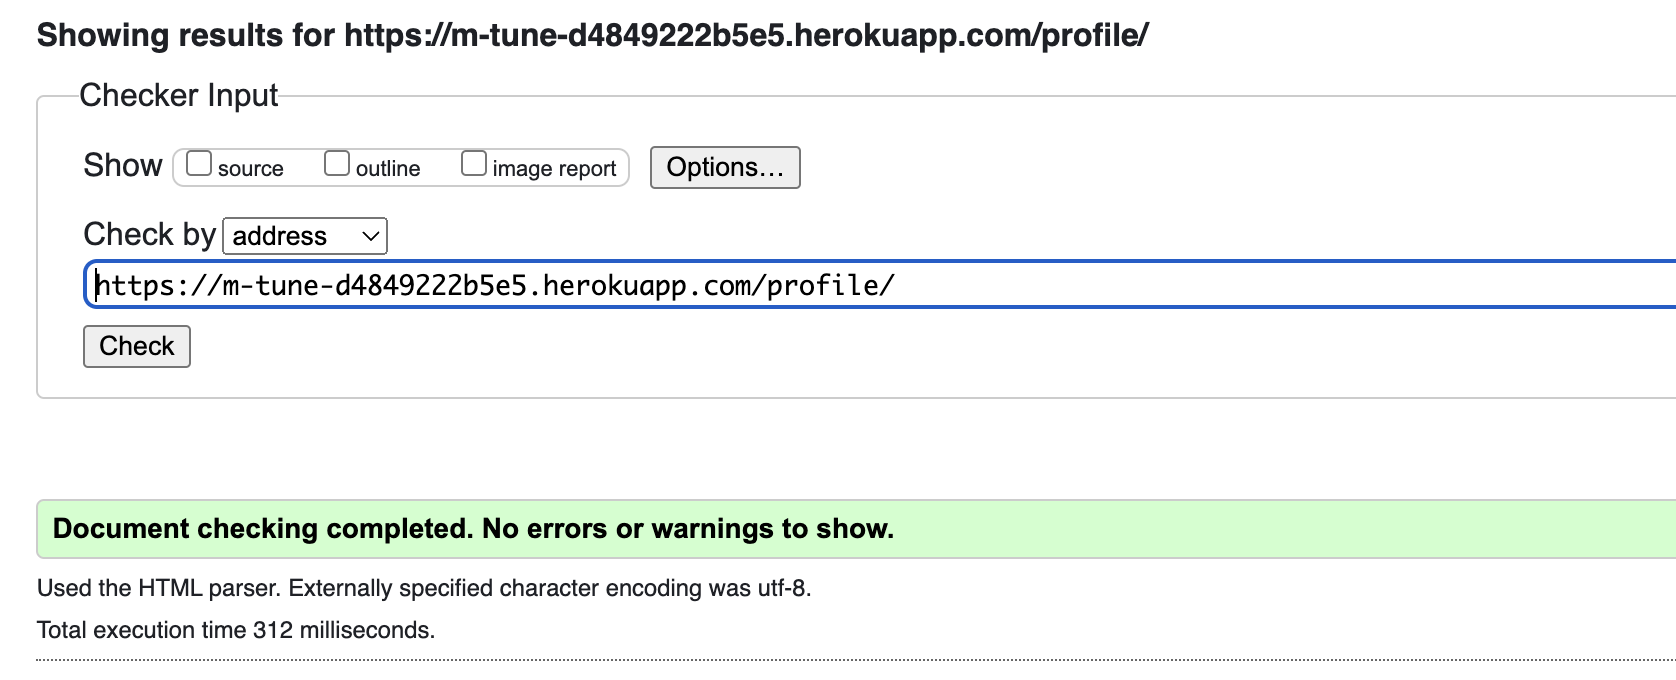 Showing results for https://m-tune-d4849222b5e5.herokuapp.com/profile/
Checker Input
Show source outline image report Options...
Check by address
https://m-tune-d4849222b5e5.herokuapp.com/profile/
Check
Document checking completed. No errors or warnings to show.
Used the HTML parser. Externally specified character encoding was utf-8.
Total execution time 312 milliseconds.